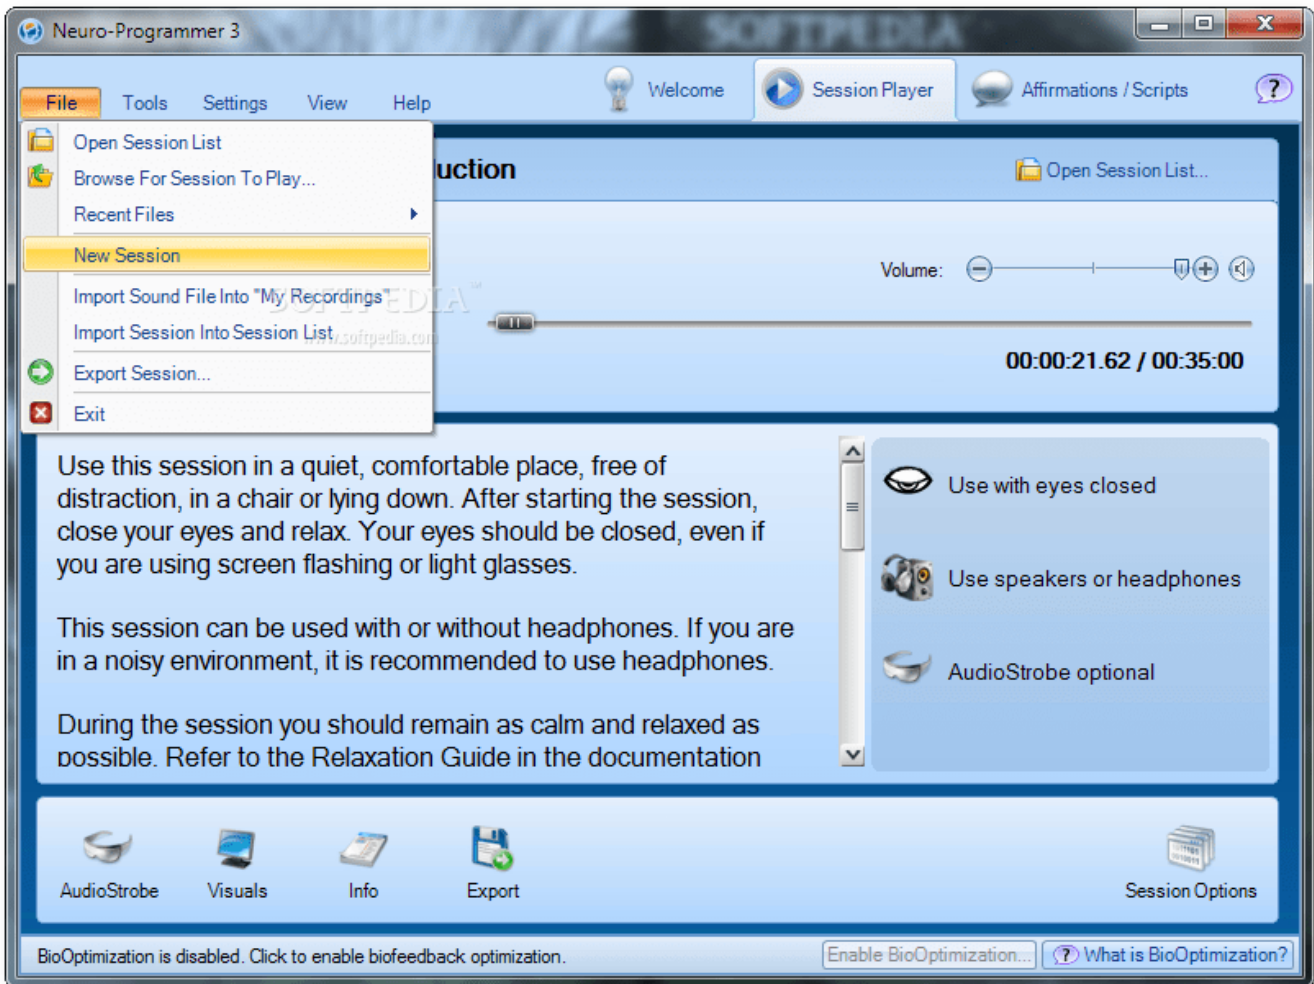 SOFTPEDIA
Neuro-Programmer 3
File Tools Settings View Help
Welcome
Session Player
Affirmations / Scripts
?
Open Session List
Browse For Session To Play...
Recent Files
New Session
Import Sound File Into "My Recordings"
Import Session Into Session List
Export Session...
Exit
uction
Open Session List...
Volume:
SOFTPEDIA™
www.softpedia.com
00:00:21.62 / 00:35:00
Use this session in a quiet, comfortable place, free of
distraction, in a chair or lying down. After starting the session,
close your eyes and relax. Your eyes should be closed, even if
you are using screen flashing or light glasses.
This session can be used with or without headphones. If you are
in a noisy environment, it is recommended to use headphones.
During the session you should remain as calm and relaxed as
possible. Refer to the Relaxation Guide in the documentation
Use with eyes closed
Use speakers or headphones
AudioStrobe optional
AudioStrobe
Visuals
Info
Export
Session Options
BioOptimization is disabled. Click to enable biofeedback optimization.
Enable BioOptimization...
? What is BioOptimization?